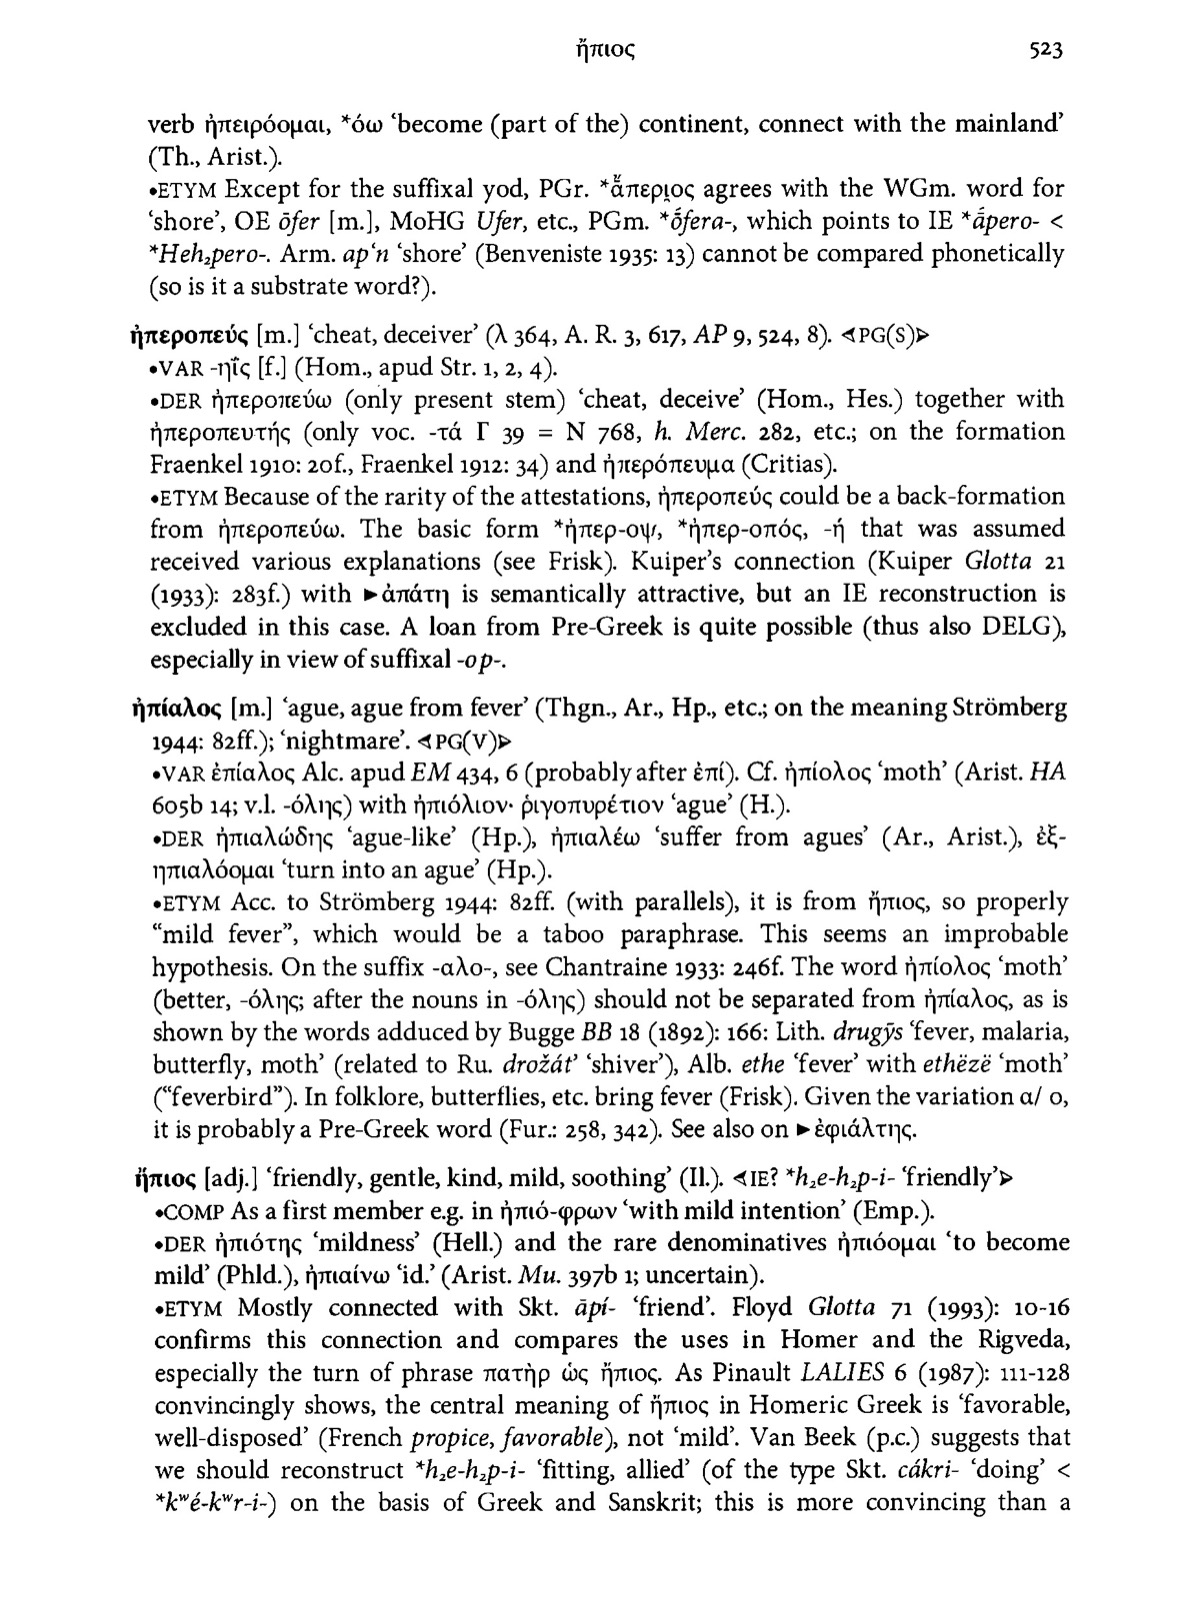 ἤπιος 523
verb ἠπειρόομαι, *όω ‘become (part of the) continent, connect with the mainland’
(Th., Arist.).
•ETYM Except for the suffixal yod, PGr. *ἄ̄περι̯ος agrees with the WGm. word for
‘shore’, OE ōfer [m.], MoHG Ufer, etc., PGm. *ṓfera-, which points to IE *ā́pero- <
*Heh₂pero-. Arm. apʻn ‘shore’ (Benveniste 1935: 13) cannot be compared phonetically
(so is it a substrate word?).
ἠπεροπεύς [m.] ‘cheat, deceiver’ (λ 364, A. R. 3, 617, AP 9, 524, 8). ⊲PG(S)⊳
•VAR -ηΐς [f.] (Hom., apud Str. 1, 2, 4).
•DER ἠπεροπεύω (only present stem) ‘cheat, deceive’ (Hom., Hes.) together with
ἠπεροπευτής (only voc. -τά Γ 39 = Ν 768, h. Merc. 282, etc.; on the formation
Fraenkel 1910: 20f., Fraenkel 1912: 34) and ἠπερόπευμα (Critias).
•ETYM Because of the rarity of the attestations, ἠπεροπεύς could be a back-formation
from ἠπεροπεύω. The basic form *ἠπερ-οψ, *ἠπερ-οπός, -ή that was assumed
received various explanations (see Frisk). Kuiper’s connection (Kuiper Glotta 21
(1933): 283f.) with ►ἀπάτη is semantically attractive, but an IE reconstruction is
excluded in this case. A loan from Pre-Greek is quite possible (thus also DELG),
especially in view of suffixal -op-.
ἠπίαλος [m.] ‘ague, ague from fever’ (Thgn., Ar., Hp., etc.; on the meaning Strömberg
1944: 82ff.); ‘nightmare’. ⊲PG(V)⊳
•VAR ἐπίαλος Alc. apud EM 434, 6 (probably after ἐπί). Cf. ἠπίολος ‘moth’ (Arist. HA
605b 14; v.l. -όλης) with ἠπιόλιον· ῥιγοπυρέτιον ‘ague’ (H.).
•DER ἠπιαλώδης ‘ague-like’ (Hp.), ἠπιαλέω ‘suffer from agues’ (Ar., Arist.), ἐξ-
ηπιαλόομαι ‘turn into an ague’ (Hp.).
•ETYM Acc. to Strömberg 1944: 82ff. (with parallels), it is from ἤπιος, so properly
“mild fever”, which would be a taboo paraphrase. This seems an improbable
hypothesis. On the suffix -αλο-, see Chantraine 1933: 246f. The word ἠπίολος ‘moth’
(better, -όλης; after the nouns in -όλης) should not be separated from ἠπίαλος, as is
shown by the words adduced by Bugge BB 18 (1892): 166: Lith. drugỹs ‘fever, malaria,
butterfly, moth’ (related to Ru. drožát’ ‘shiver’), Alb. ethe ‘fever’ with ethëzë ‘moth’
(“feverbird”). In folklore, butterflies, etc. bring fever (Frisk). Given the variation α/ ο,
it is probably a Pre-Greek word (Fur.: 258, 342). See also on ►ἐφιάλτης.
ἤπιος [adj.] ‘friendly, gentle, kind, mild, soothing’ (Il.). ⊲IE? *h₂e-h₂p-i- ‘friendly’⊳
•COMP As a first member e.g. in ἠπιό-φρων ‘with mild intention’ (Emp.).
•DER ἠπιότης ‘mildness’ (Hell.) and the rare denominatives ἠπιόομαι ‘to become
mild’ (Phld.), ἠπιαίνω ‘id.’ (Arist. Mu. 397b 1; uncertain).
•ETYM Mostly connected with Skt. āpí- ‘friend’. Floyd Glotta 71 (1993): 10-16
confirms this connection and compares the uses in Homer and the Rigveda,
especially the turn of phrase πατὴρ ὡς ἤπιος. As Pinault LALIES 6 (1987): 111-128
convincingly shows, the central meaning of ἤπιος in Homeric Greek is ‘favorable,
well-disposed’ (French propice, favorable), not ‘mild’. Van Beek (p.c.) suggests that
we should reconstruct *h₂e-h₂p-i- ‘fitting, allied’ (of the type Skt. cákri- ‘doing’ <
*kʷé-kʷr-i-) on the basis of Greek and Sanskrit; this is more convincing than a